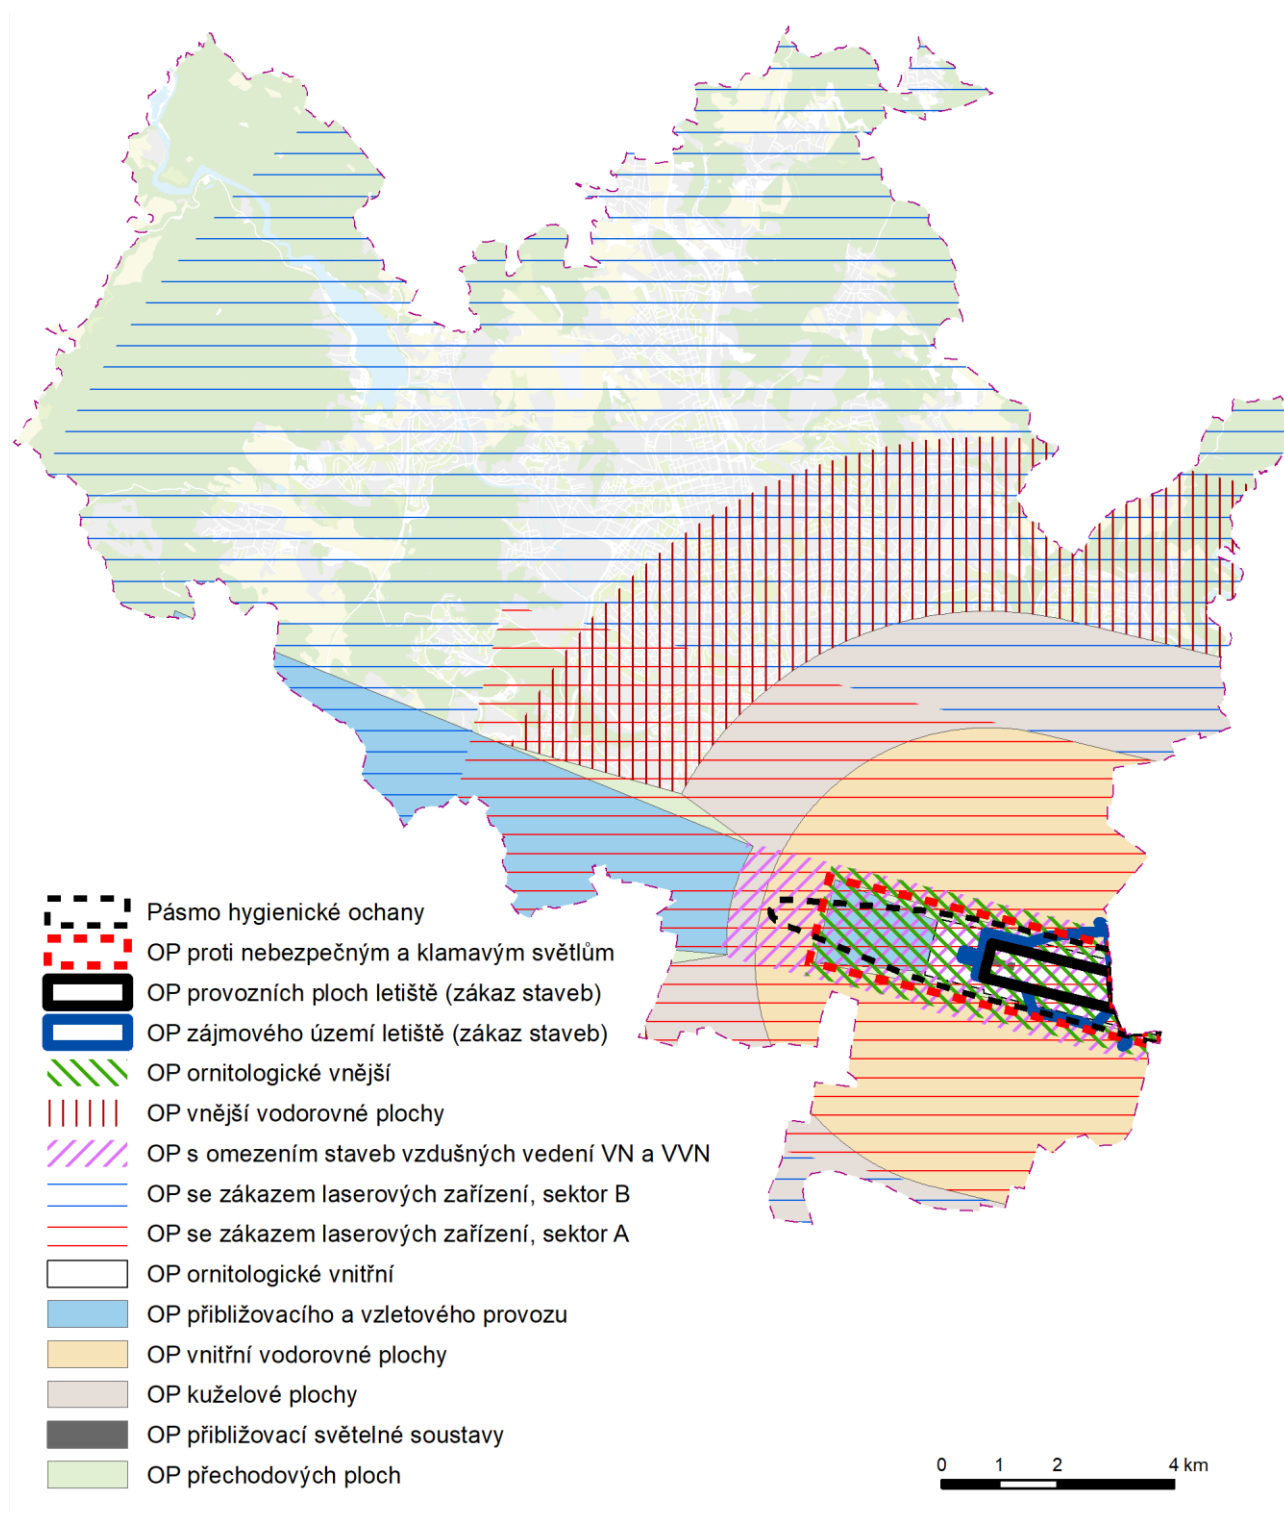 Pásmo hygienické ochany
OP proti nebezpečným a klamavým světlům
OP provozních ploch letiště (zákaz staveb)
OP zájmového území letiště (zákaz staveb)
OP ornitologické vnější
OP vnější vodorovné plochy
OP s omezením staveb vzdušných vedení VN a VVN
OP se zákazem laserových zařízení, sektor B
OP se zákazem laserových zařízení, sektor A
OP ornitologické vnitřní
OP přibližovacího a vzletového provozu
OP vnitřní vodorovné plochy
OP kuželové plochy
OP přibližovací světelné soustavy
OP přechodových ploch
0 1 2 4 km